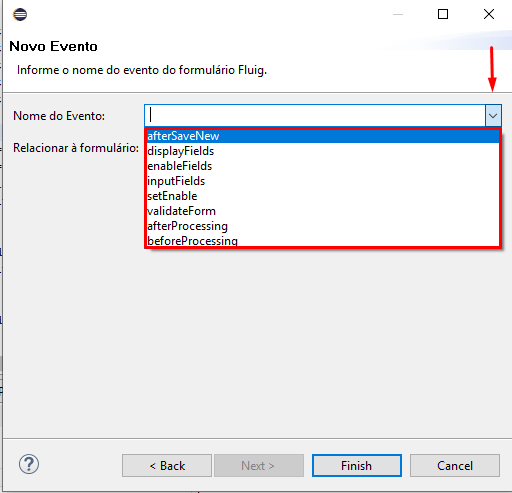 Novo Evento
Informe o nome do evento do formulário Fluig.
Nome do Evento:
afterSaveNew
displayFields
enableFields
Relacionar à formulário:
inputFields
setEnable
validateForm
afterProcessing
beforeProcessing
?
< Back
Next >
Finish
Cancel